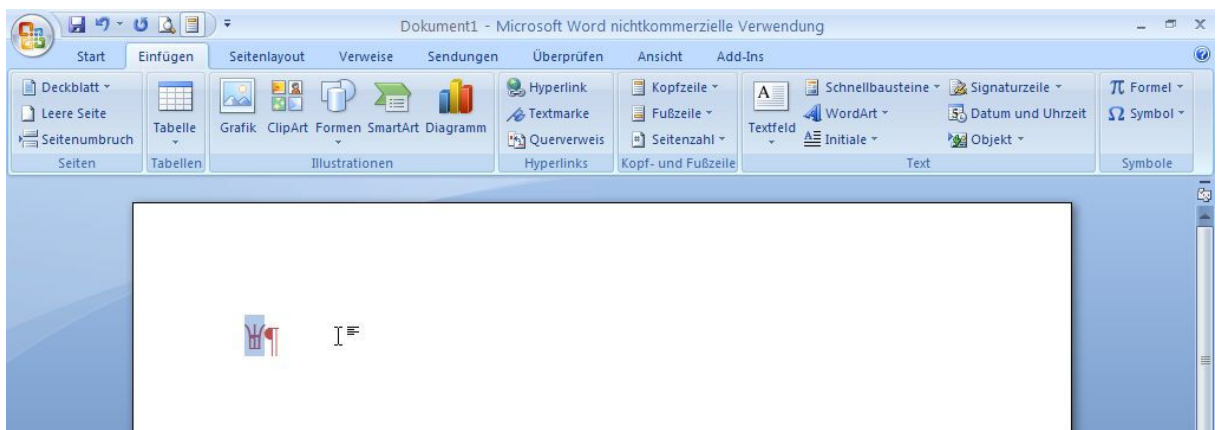 Dokument1 - Microsoft Word nichtkommerzielle Verwendung
Start Einfügen Seitenlayout Verweise Sendungen Überprüfen Ansicht Add-Ins
Deckblatt
Leere Seite
Seitenumbruch
Seiten
Tabelle
Tabellen
Grafik ClipArt Formen SmartArt Diagramm
Illustrationen
Hyperlink
Textmarke
Querverweis
Hyperlinks
Kopfzeile
Fußzeile
Seitenzahl
Kopf- und Fußzeile
Textfeld
Schnellbausteine
WordArt
Initiale
Signaturzeile
Datum und Uhrzeit
Objekt
Text
π Formel
Ω Symbol
Symbole
¶